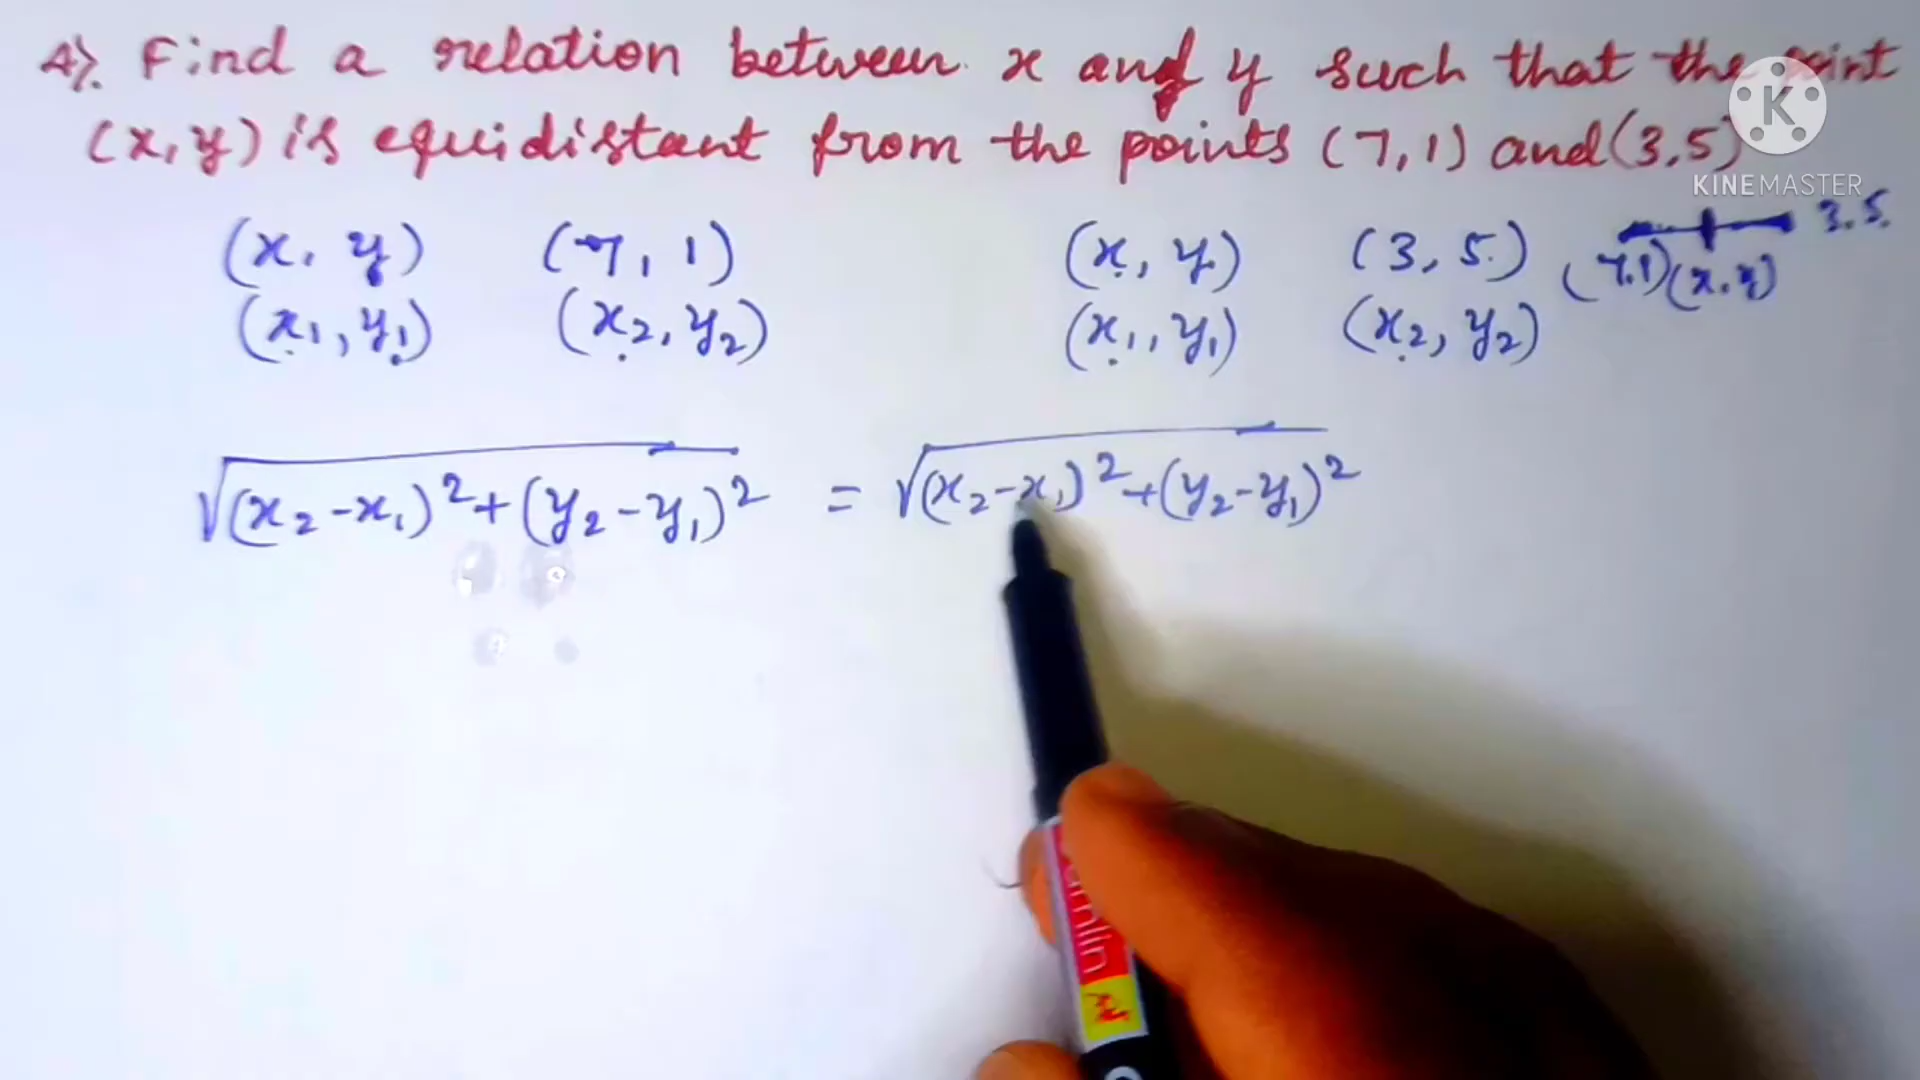 4). Find a relation between x and y such that the point
(x, y) is equidistant from the points (7, 1) and (3, 5)
KINEMASTER
(x, y) (7, 1) (x, y) (3, 5) 3.5.
(7.1) (x, y)
(x₁, y₁) (x₂, y₂) (x₁, y₁) (x₂, y₂)
√(x₂-x₁)²+(y₂-y₁)² = √(x₂-x₁)²+(y₂-y₁)²